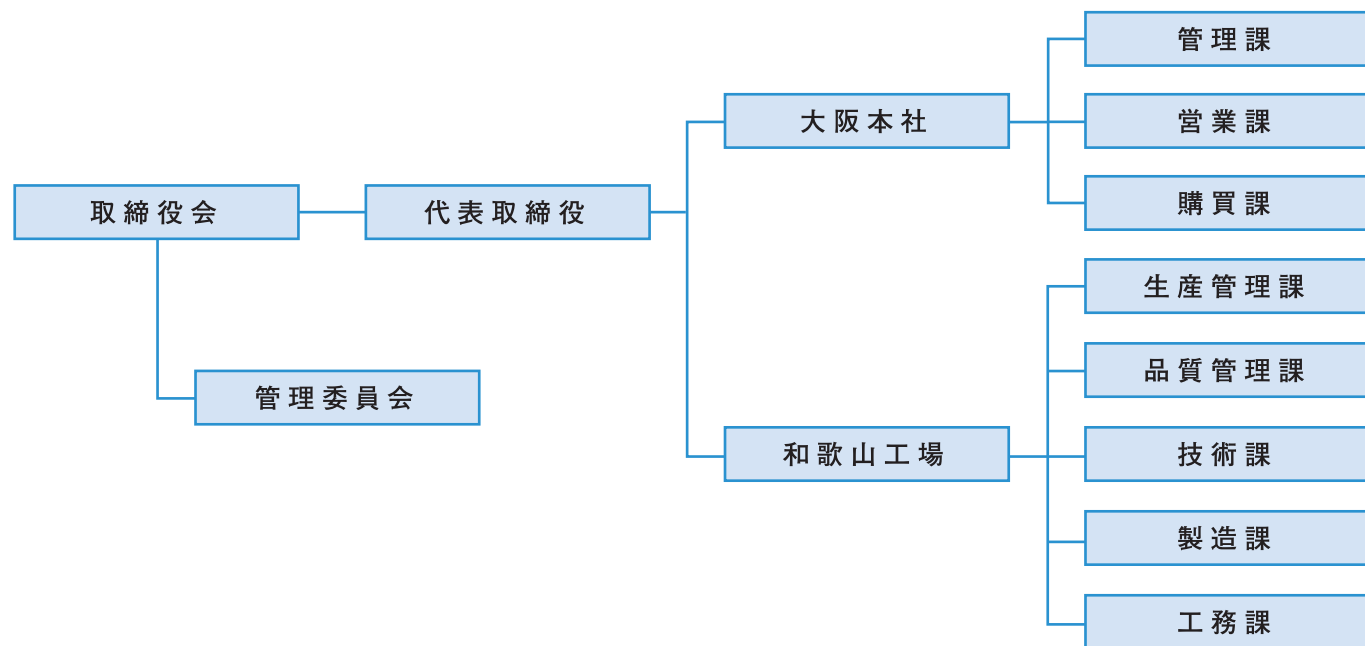 取締役会
代表取締役
管理委員会
大阪本社
管理課
営業課
購買課
和歌山工場
生産管理課
品質管理課
技術課
製造課
工務課